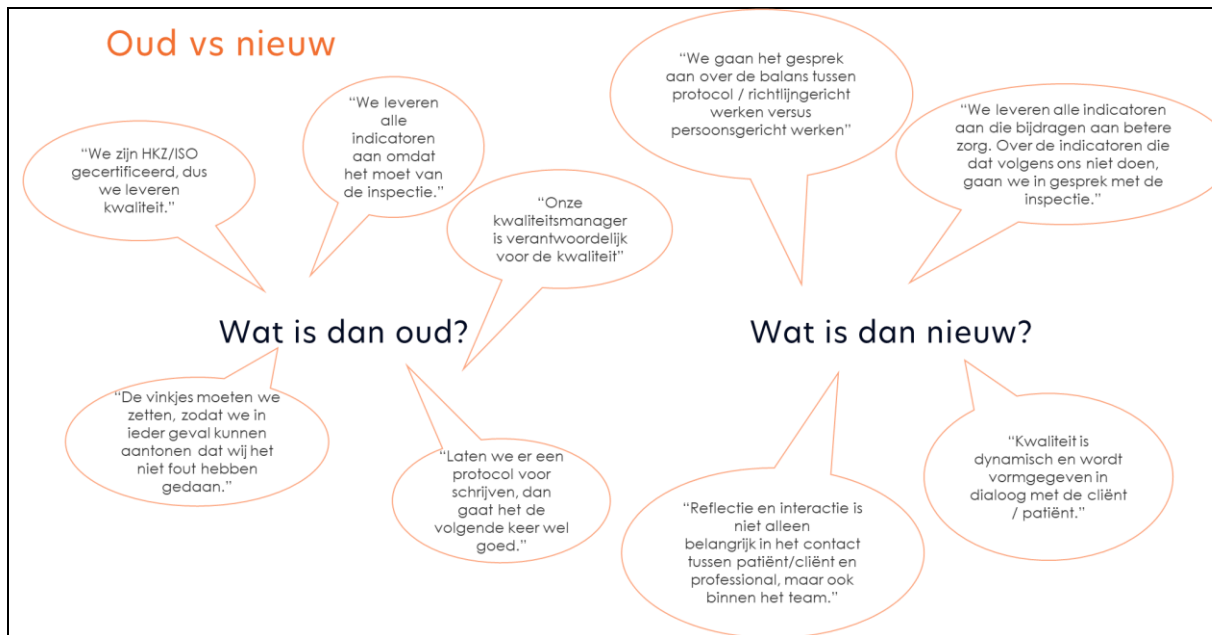 Oud vs nieuw
“We zijn HKZ/ISO
gecertificeerd, dus
we leveren
kwaliteit.”
“We leveren
alle
indicatoren
aan omdat
het moet van
de inspectie.”
“Onze
kwaliteitsmanager
is verantwoordelijk
voor de kwaliteit”
Wat is dan oud?
“De vinkjes moeten we
zetten, zodat we in
ieder geval kunnen
aantonen dat wij het
niet fout hebben
gedaan.”
“Laten we er een
protocol voor
schrijven, dan
gaat het de
volgende keer wel
goed.”
“We gaan het gesprek
aan over de balans tussen
protocol / richtlijngericht
werken versus
persoonsgericht werken”
“We leveren alle indicatoren
aan die bijdragen aan betere
zorg. Over de indicatoren die
dat volgens ons niet doen,
gaan we in gesprek met de
inspectie.”
Wat is dan nieuw?
“Reflectie en interactie is
niet alleen
belangrijk in het contact
tussen patiënt/cliënt en
professional, maar ook
binnen het team.”
“Kwaliteit is
dynamisch en wordt
vormgegeven in
dialoog met de cliënt
/ patiënt.”